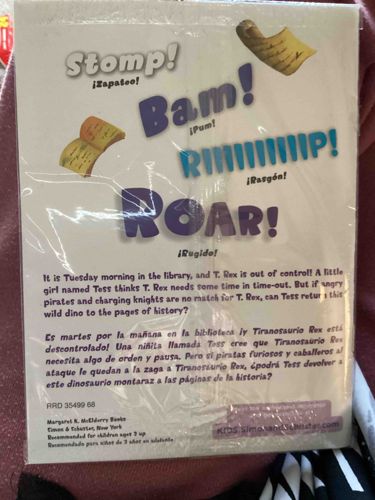 Stomp!
¡Zapateo!
Bam!
¡Pum!
RIIIIIIIIIP!
¡Rasgón!
ROAR!
¡Rugido!
It is Tuesday morning in the library, and T. Rex is out of control! A little
girl named Tess thinks T. Rex needs some time in time-out. But if angry
pirates and charging knights are no match for T. Rex, can Tess return this
wild dino to the pages of history?
Es martes por la mañana en la biblioteca ¡y Tiranosaurio Rex está
descontrolado! Una niñita llamada Tess cree que Tiranosaurio Rex
necesita algo de orden y pausa. Pero si piratas furiosos y caballeros al
ataque le quedan a la zaga a Tiranosaurio Rex, ¿podrá Tess devolver a
este dinosaurio montaraz a las páginas de la historia?
RRD 35499 68
Margaret K. McElderry Books
Simon & Schuster, New York
Recommended for children ages 3 up
Recomendado para niños de 3 años en adelante
KIDS.SimonandSchuster.com